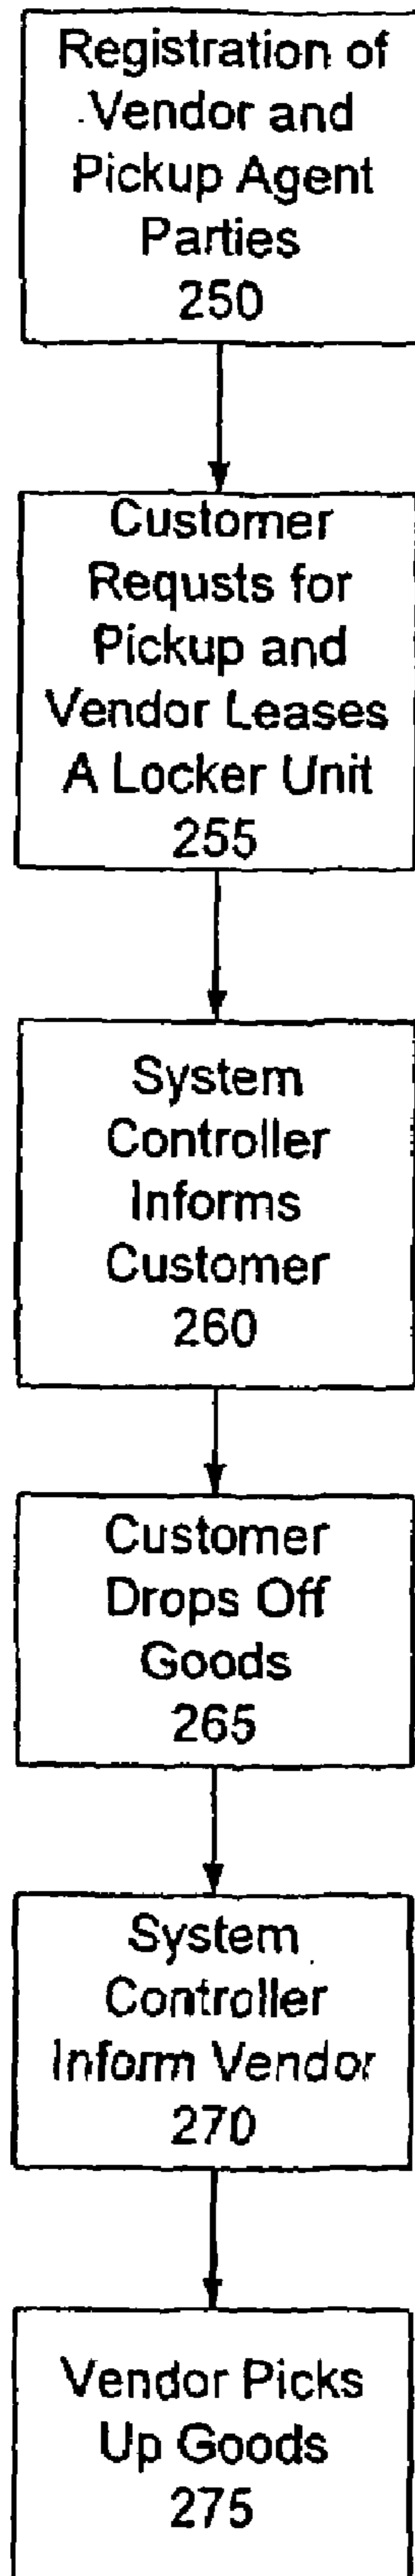 Registration of
Vendor and
Pickup Agent
Parties
250
Customer
Requsts for
Pickup and
Vendor Leases
A Locker Unit
255
System
Controller
Informs
Customer
260
Customer
Drops Off
Goods
265
System
Controller
Inform Vendor
270
Vendor Picks
Up Goods
275